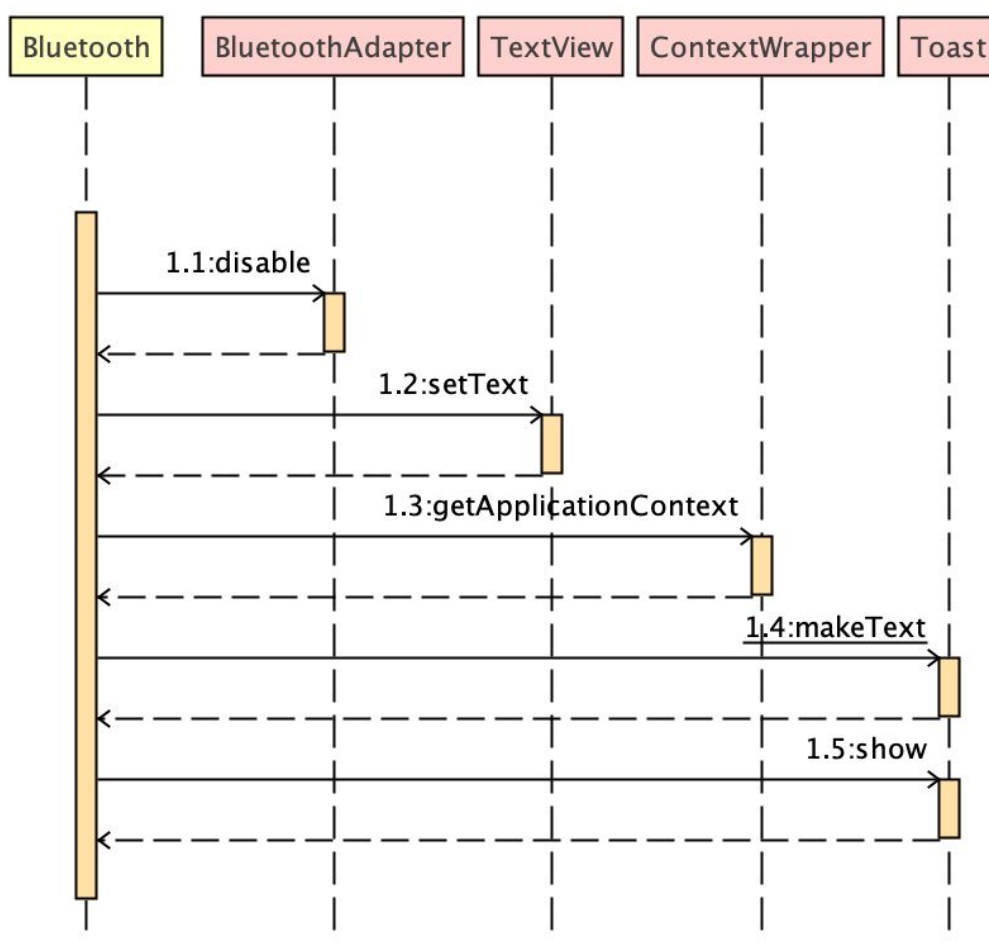 Bluetooth
BluetoothAdapter
TextView
ContextWrapper
Toast
1.1:disable
1.2:setText
1.3:getApplicationContext
1.4:makeText
1.5:show